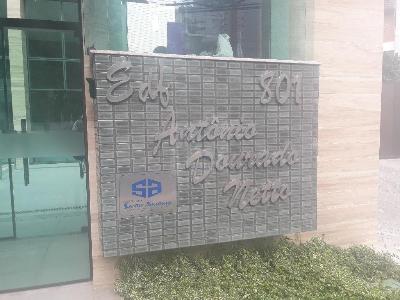 Edf 801
Antônio
Dourado
Netto